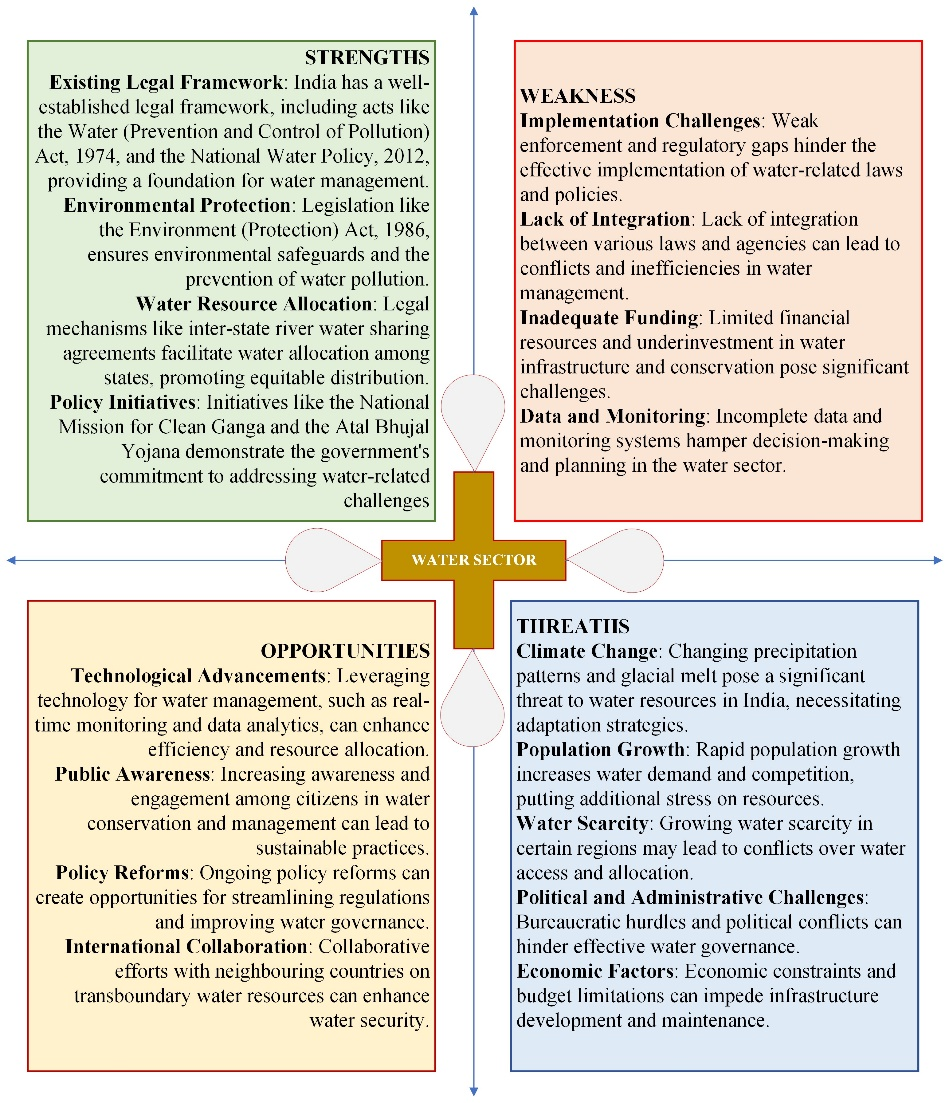 STRENGTHS
Existing Legal Framework: India has a well-
established legal framework, including acts like
the Water (Prevention and Control of Pollution)
Act, 1974, and the National Water Policy, 2012,
providing a foundation for water management.
Environmental Protection: Legislation like
the Environment (Protection) Act, 1986,
ensures environmental safeguards and the
prevention of water pollution.
Water Resource Allocation: Legal
mechanisms like inter-state river water sharing
agreements facilitate water allocation among
states, promoting equitable distribution.
Policy Initiatives: Initiatives like the National
Mission for Clean Ganga and the Atal Bhujal
Yojana demonstrate the government's
commitment to addressing water-related
challenges
WEAKNESS
Implementation Challenges: Weak
enforcement and regulatory gaps hinder the
effective implementation of water-related laws
and policies.
Lack of Integration: Lack of integration
between various laws and agencies can lead to
conflicts and inefficiencies in water
management.
Inadequate Funding: Limited financial
resources and underinvestment in water
infrastructure and conservation pose significant
challenges.
Data and Monitoring: Incomplete data and
monitoring systems hamper decision-making
and planning in the water sector.
WATER SECTOR
OPPORTUNITIES
Technological Advancements: Leveraging
technology for water management, such as real-
time monitoring and data analytics, can enhance
efficiency and resource allocation.
Public Awareness: Increasing awareness and
engagement among citizens in water
conservation and management can lead to
sustainable practices.
Policy Reforms: Ongoing policy reforms can
create opportunities for streamlining regulations
and improving water governance.
International Collaboration: Collaborative
efforts with neighbouring countries on
transboundary water resources can enhance
water security.
THREATHS
Climate Change: Changing precipitation
patterns and glacial melt pose a significant
threat to water resources in India, necessitating
adaptation strategies.
Population Growth: Rapid population growth
increases water demand and competition,
putting additional stress on resources.
Water Scarcity: Growing water scarcity in
certain regions may lead to conflicts over water
access and allocation.
Political and Administrative Challenges:
Bureaucratic hurdles and political conflicts can
hinder effective water governance.
Economic Factors: Economic constraints and
budget limitations can impede infrastructure
development and maintenance.